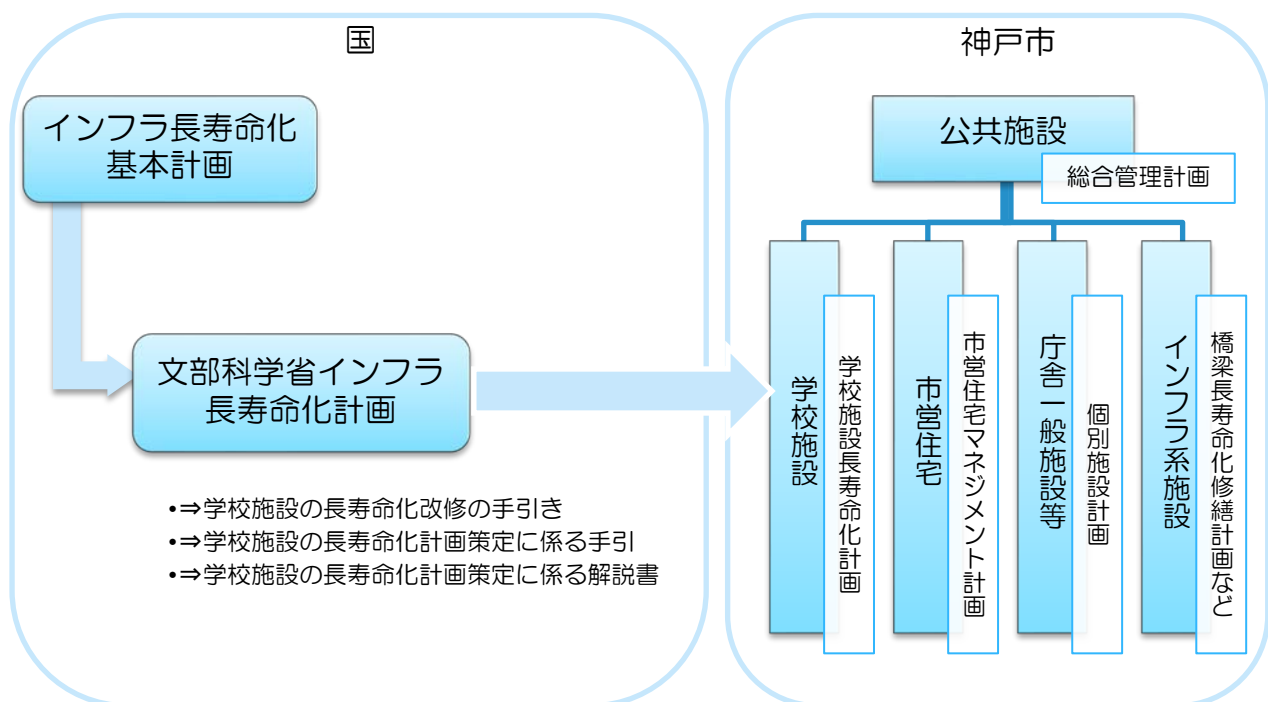 国
インフラ長寿命化
基本計画
文部科学省インフラ
長寿命化計画
•⇒学校施設の長寿命化改修の手引き
•⇒学校施設の長寿命化計画策定に係る手引
•⇒学校施設の長寿命化計画策定に係る解説書
神戸市
公共施設
総合管理計画
学校施設
学校施設長寿命化計画
市営住宅
市営住宅マネジメント計画
庁舎一般施設等
個別施設計画
インフラ系施設
橋梁長寿命化修繕計画など